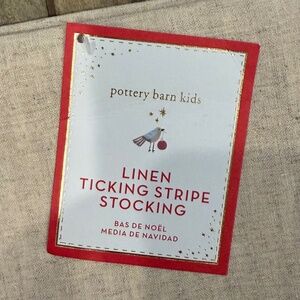 pottery barn kids
LINEN
TICKING STRIPE
STOCKING
BAS DE NOËL
MEDIA DE NAVIDAD